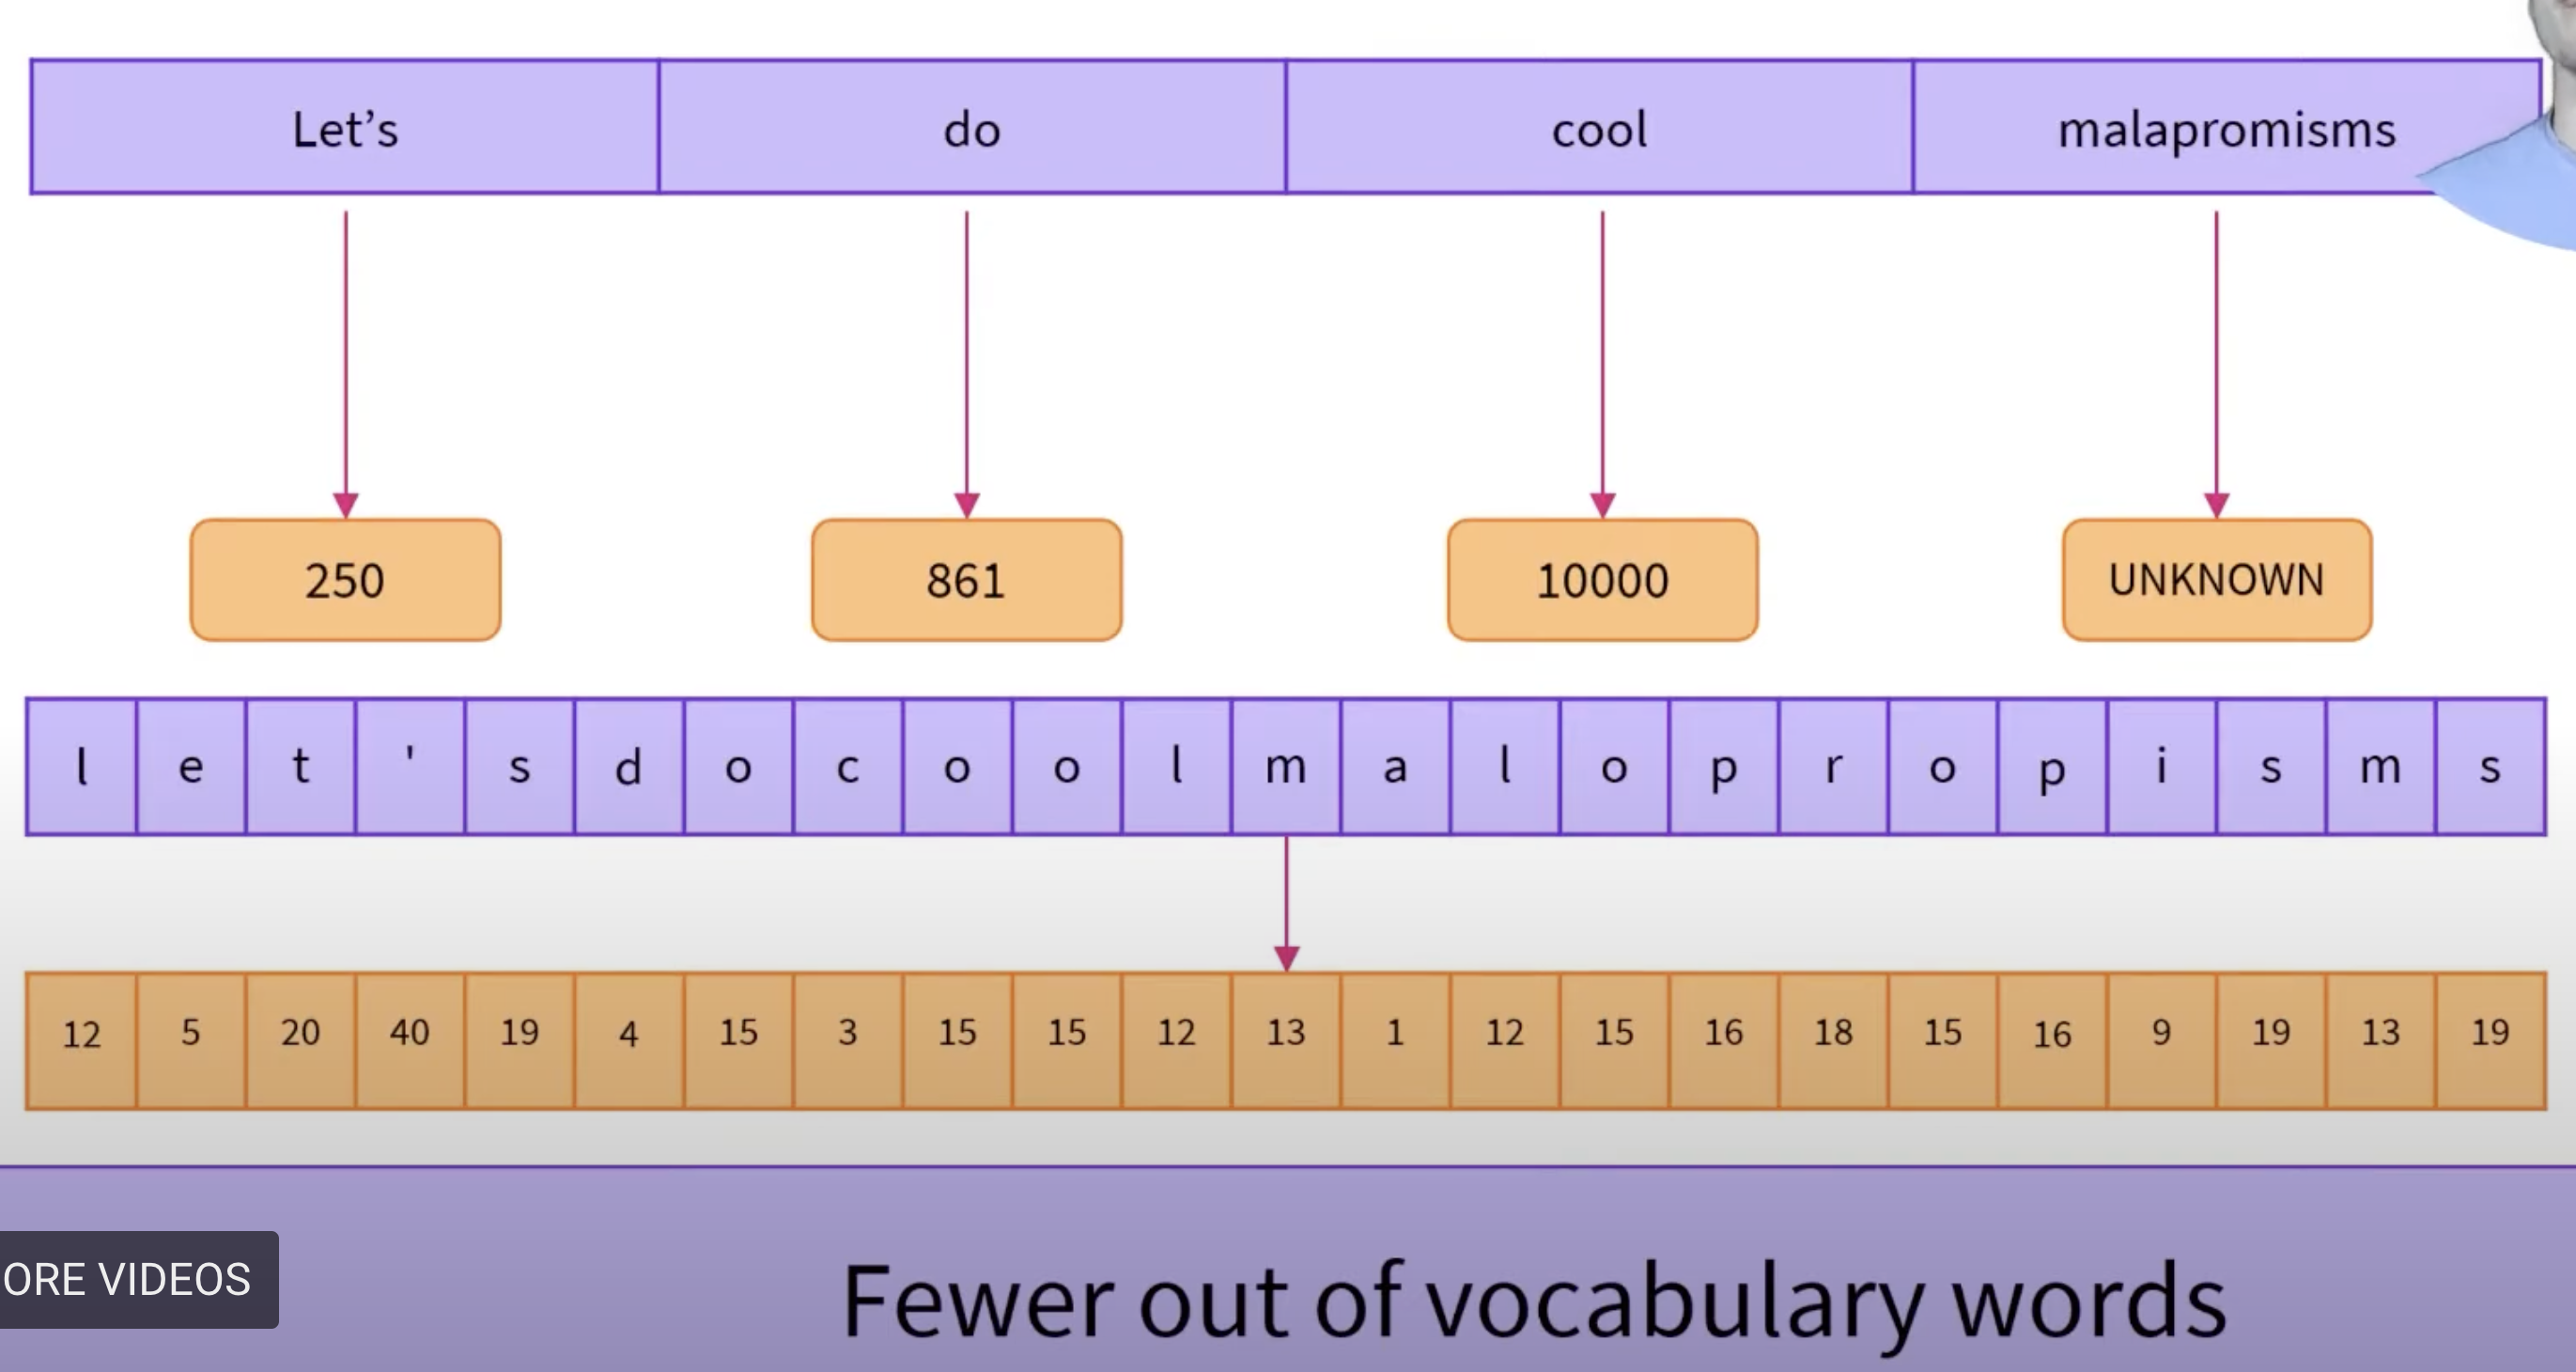 Let’s do cool malapromisms
250 861 10000 UNKNOWN
l e t ' s d o c o o l m a l o p r o p i s m s
12 5 20 40 19 4 15 3 15 15 12 13 1 12 15 16 18 15 16 9 19 13 19
ORE VIDEOS
Fewer out of vocabulary words